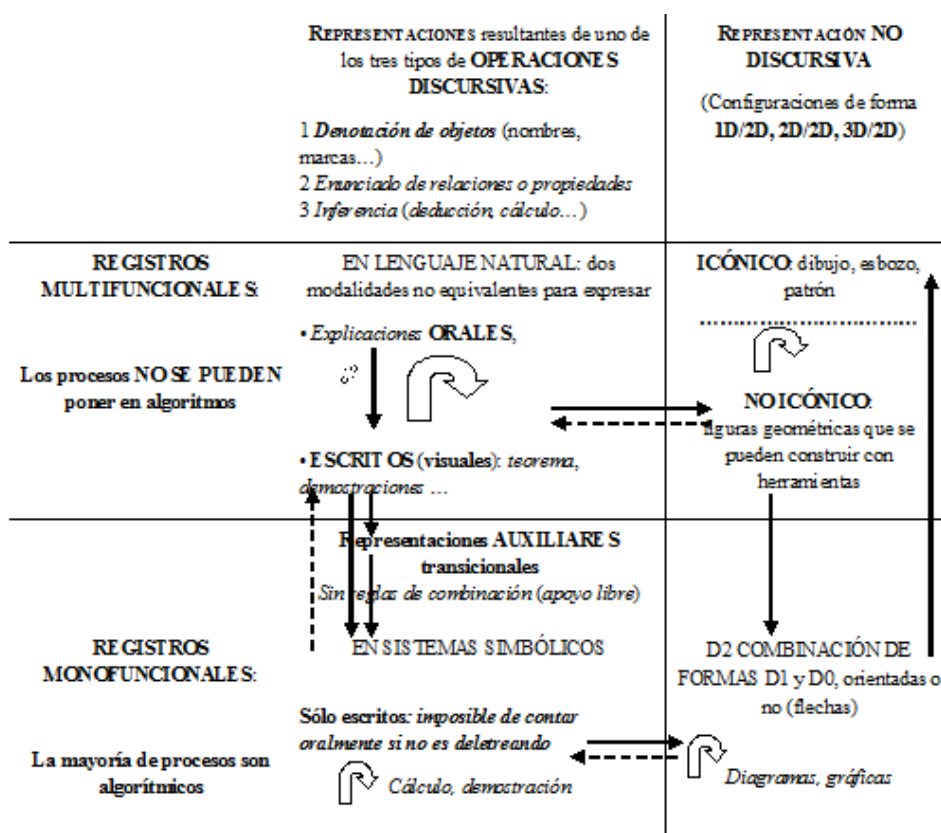 REPRESENTACIONES resultantes de uno de
los tres tipos de OPERACIONES
DISCURSIVAS:
1 Denotación de objetos (nombres,
marcas…)
2 Enunciado de relaciones o propiedades
3 Inferencia (deducción, cálculo…)
REPRESENTACIÓN NO
DISCURSIVA
(Configuraciones de forma
1D/2D, 2D/2D, 3D/2D)
REGISTROS
MULTIFUNCIONALES:
Los procesos NO SE PUEDEN
poner en algoritmos
EN LENGUAJE NATURAL: dos
modalidades no equivalentes para expresar
• Explicaciones ORALES,
• ESCRITOS (visuales): teorema,
demostraciones …
ICÓNICO: dibujo, esbozo,
patrón
NO ICÓNICO:
figuras geométricas que se
pueden construir con
herramientas
Representaciones AUXILIARES
transicionales
Sin reglas de combinación (apoyo libre)
REGISTROS
MONOFUNCIONALES:
La mayoría de procesos son
algorítmicos
EN SISTEMAS SIMBÓLICOS
Sólo escritos: imposible de contar
oralmente si no es deletreando
Cálculo, demostración
D2 COMBINACIÓN DE
FORMAS D1 y D0, orientadas o
no (flechas)
Diagramas, gráficas